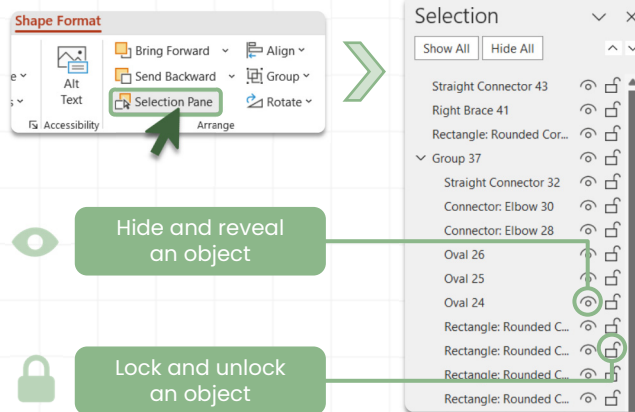 Shape Format
Bring Forward
Align
Alt
Text
Send Backward
Group
Selection Pane
Rotate
Accessibility
Arrange
Selection
Show All
Hide All
Straight Connector 43
Right Brace 41
Rectangle: Rounded Cor...
Group 37
Straight Connector 32
Connector: Elbow 30
Connector: Elbow 28
Oval 26
Oval 25
Oval 24
Rectangle: Rounded C...
Rectangle: Rounded C...
Rectangle: Rounded C...
Rectangle: Rounded C...
Hide and reveal
an object
Lock and unlock
an object